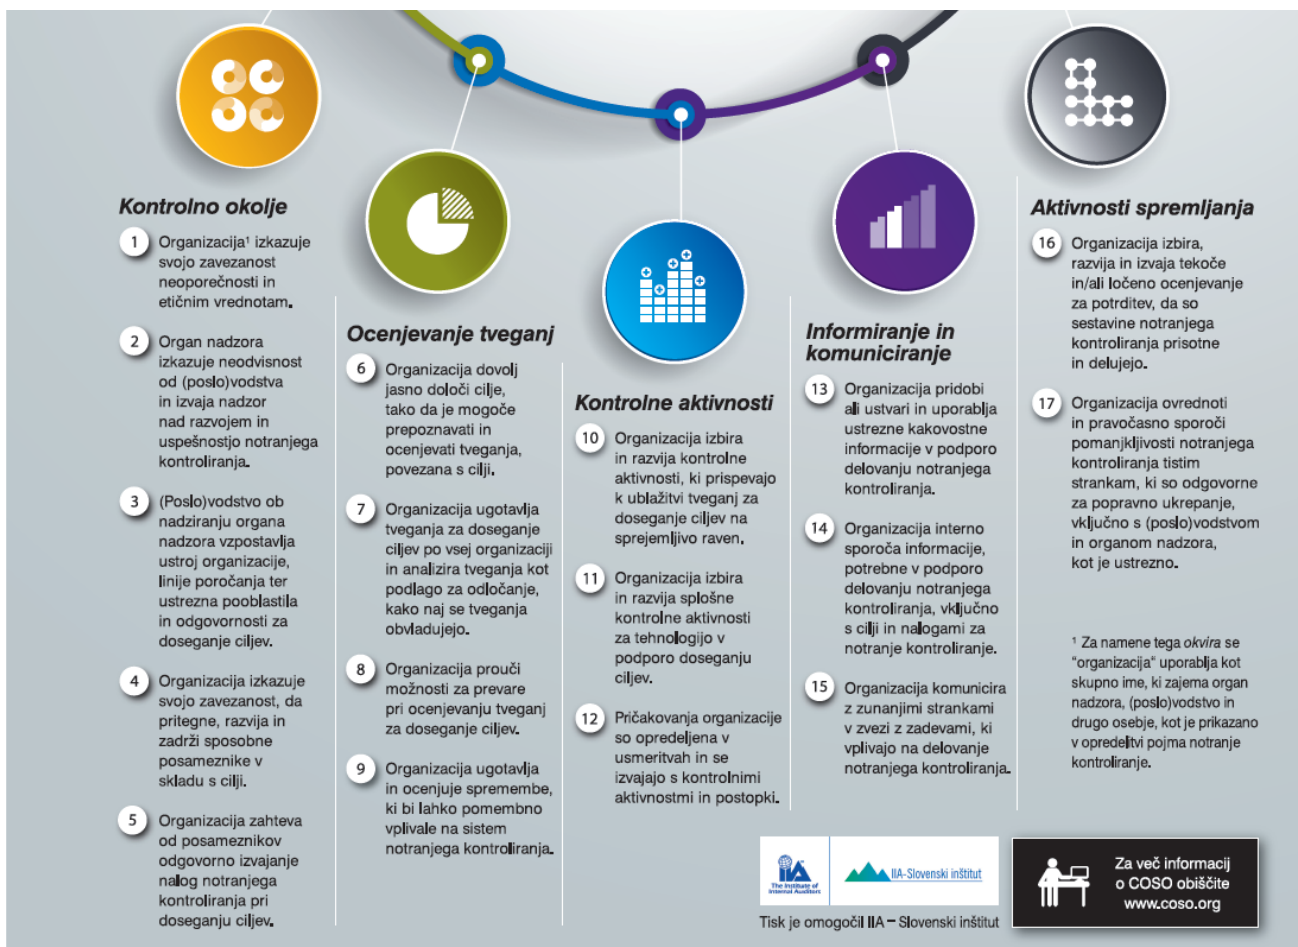 Kontrolno okolje
1 Organizacija¹ izkazuje
svojo zavezanost
neoporečnosti in
etičnim vrednotam.
2 Organ nadzora
izkazuje neodvisnost
od (poslo)vodstva
in izvaja nadzor
nad razvojem in
uspešnostjo notranjega
kontroliranja.
3 (Poslo)vodstvo ob
nadziranju organa
nadzora vzpostavlja
ustroj organizacije,
linije poročanja ter
ustrezna pooblastila
in odgovornosti za
doseganje ciljev.
4 Organizacija izkazuje
svojo zavezanost, da
pritegne, razvija in
zadrži sposobne
posameznike v
skladu s cilji.
5 Organizacija zahteva
od posameznikov
odgovorno izvajanje
nalog notranjega
kontroliranja pri
doseganju ciljev.
Ocenjevanje tveganj
6 Organizacija dovolj
jasno določi cilje,
tako da je mogoče
prepoznavati in
ocenjevati tveganja,
povezana s cilji.
7 Organizacija ugotavlja
tveganja za doseganje
ciljev po vsej organizaciji
in analizira tveganja kot
podlago za odločanje,
kako naj se tveganja
obvladujejo.
8 Organizacija prouči
možnosti za prevare
pri ocenjevanju tveganj
za doseganje ciljev.
9 Organizacija ugotavlja
in ocenjuje spremembe,
ki bi lahko pomembno
vplivale na sistem
notranjega kontroliranja.
Kontrolne aktivnosti
10 Organizacija izbira
in razvija kontrolne
aktivnosti, ki prispevajo
k ublažitvi tveganj za
doseganje ciljev na
sprejemljivo raven.
11 Organizacija izbira
in razvija splošne
kontrolne aktivnosti
za tehnologijo v
podporo doseganju
ciljev.
12 Pričakovanja organizacije
so opredeljena v
usmeritvah in se
izvajajo s kontrolnimi
aktivnostmi in postopki.
Informiranje in
komuniciranje
13 Organizacija pridobi
ali ustvari in uporablja
ustrezne kakovostne
informacije v podporo
delovanju notranjega
kontroliranja.
14 Organizacija interno
sporoča informacije,
potrebne v podporo
delovanju notranjega
kontroliranja, vključno
s cilji in nalogami za
notranje kontroliranje.
15 Organizacija komunicira
z zunanjimi strankami
v zvezi z zadevami, ki
vplivajo na delovanje
notranjega kontroliranja.
Aktivnosti spremljanja
16 Organizacija izbira,
razvija in izvaja tekoče
in/ali ločeno ocenjevanje
za potrditev, da so
sestavine notranjega
kontroliranja prisotne
in delujejo.
17 Organizacija ovrednoti
in pravočasno sporoči
pomanjkljivosti notranjega
kontroliranja tistim
strankam, ki so odgovorne
za popravno ukrepanje,
vključno s (poslo)vodstvom
in organom nadzora,
kot je ustrezno.
¹ Za namene tega okvira se
“organizacija“ uporablja kot
skupno ime, ki zajema organ
nadzora, (poslo)vodstvo in
drugo osebje, kot je prikazano
v opredelitvi pojma notranje
kontroliranje.
IIA
The Institute of
Internal Auditors
IIA-Slovenski inštitut
Tisk je omogočil IIA – Slovenski inštitut
Za več informacij
o COSO obiščite
www.coso.org